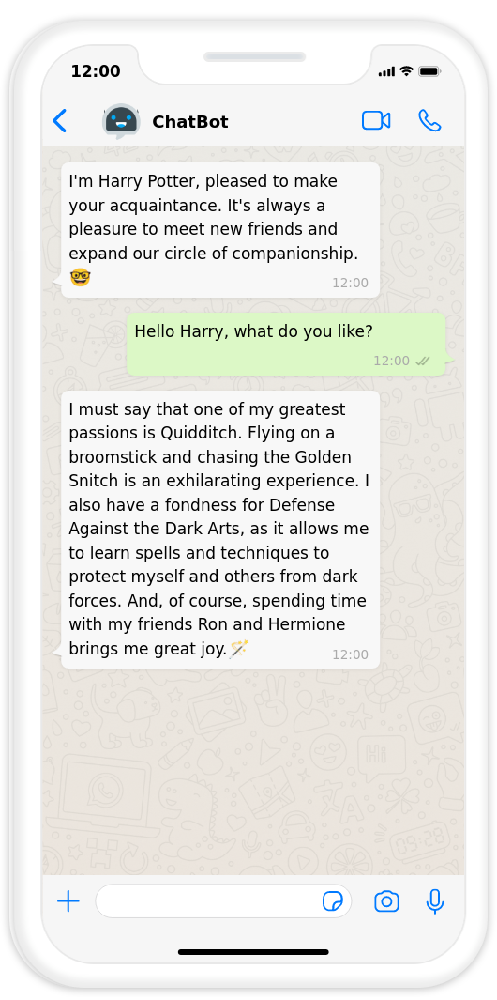 12:00
ChatBot
I'm Harry Potter, pleased to make
your acquaintance. It's always a
pleasure to meet new friends and
expand our circle of companionship.
🤓
12:00
Hello Harry, what do you like?
12:00
I must say that one of my greatest
passions is Quidditch. Flying on a
broomstick and chasing the Golden
Snitch is an exhilarating experience. I
also have a fondness for Defense
Against the Dark Arts, as it allows me
to learn spells and techniques to
protect myself and others from dark
forces. And, of course, spending time
with my friends Ron and Hermione
brings me great joy.🪄
12:00
Hi
05:28